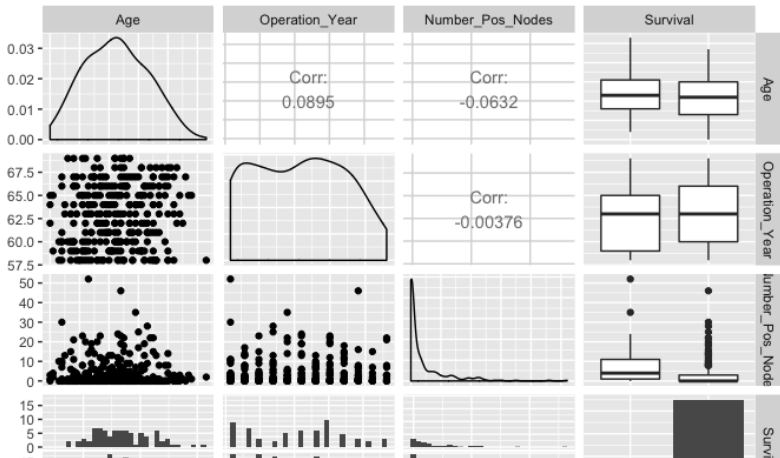 Age Operation_Year Number_Pos_Nodes Survival
0.03
0.02
0.01
0.00
Corr:
0.0895
Corr:
-0.0632
Age
67.5
65.0
62.5
60.0
57.5
Corr:
-0.00376
Operation_Year
50
40
30
20
10
0
umber_Pos_Node
15
10
5
0
Survi